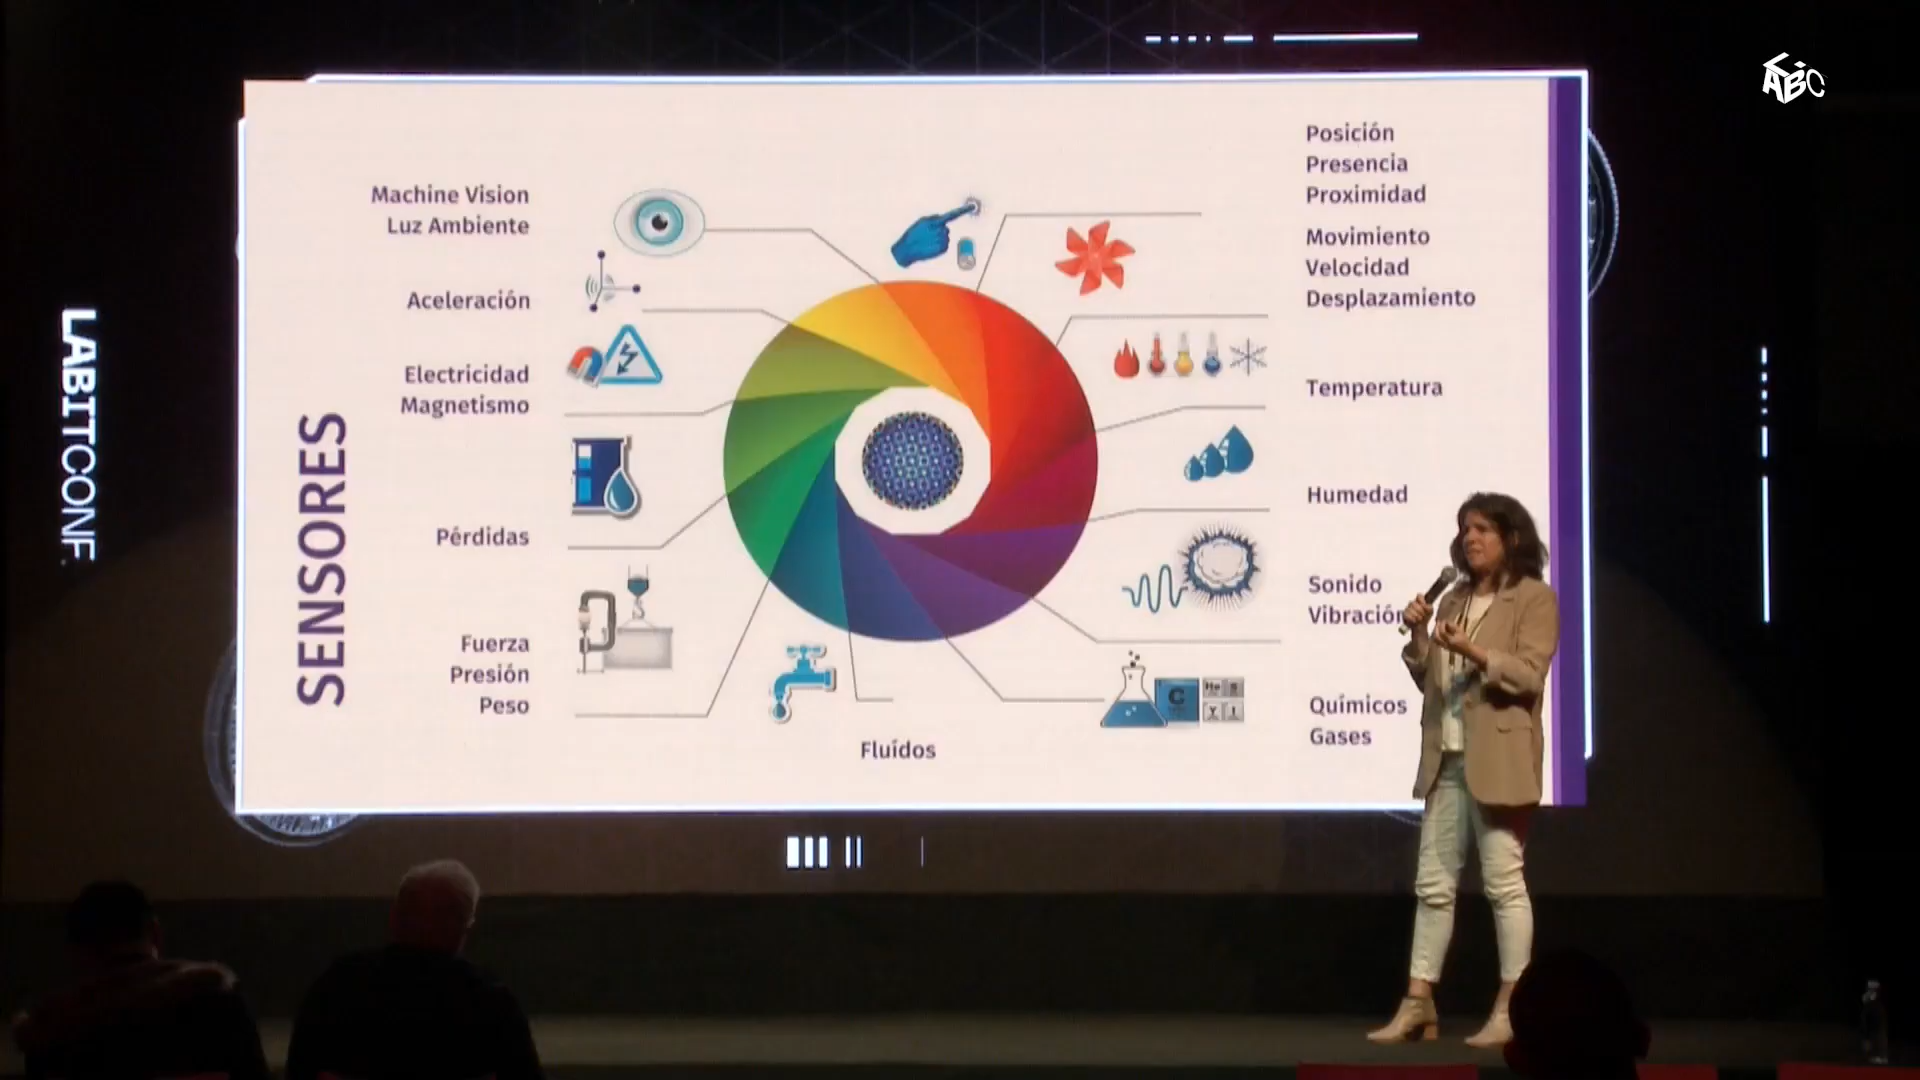 ABC
LABITCONF.
SENSORES
Machine Vision
Luz Ambiente
Aceleración
Electricidad
Magnetismo
Pérdidas
Fuerza
Presión
Peso
Fluídos
Posición
Presencia
Proximidad
Movimiento
Velocidad
Desplazamiento
Temperatura
Humedad
Sonido
Vibración
Químicos
Gases